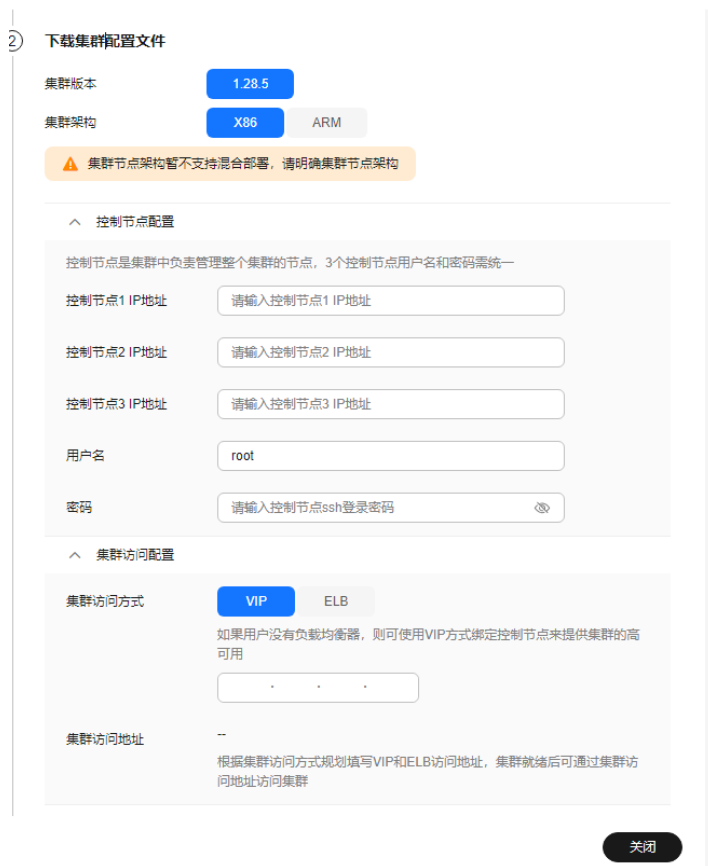 2 下载集群配置文件
集群版本 1.28.5
集群架构 X86 ARM
集群节点架构暂不支持混合部署，请明确集群节点架构
控制节点配置
控制节点是集群中负责管理整个集群的节点，3个控制节点用户名和密码需统一
控制节点1 IP地址 请输入控制节点1 IP地址
控制节点2 IP地址 请输入控制节点2 IP地址
控制节点3 IP地址 请输入控制节点3 IP地址
用户名 root
密码 请输入控制节点ssh登录密码
集群访问配置
集群访问方式 VIP ELB
如果用户没有负载均衡器，则可使用VIP方式绑定控制节点来提供集群的高
可用
. . .
集群访问地址 --
根据集群访问方式规划填写VIP和ELB访问地址，集群就绪后可通过集群访
问地址访问集群
关闭